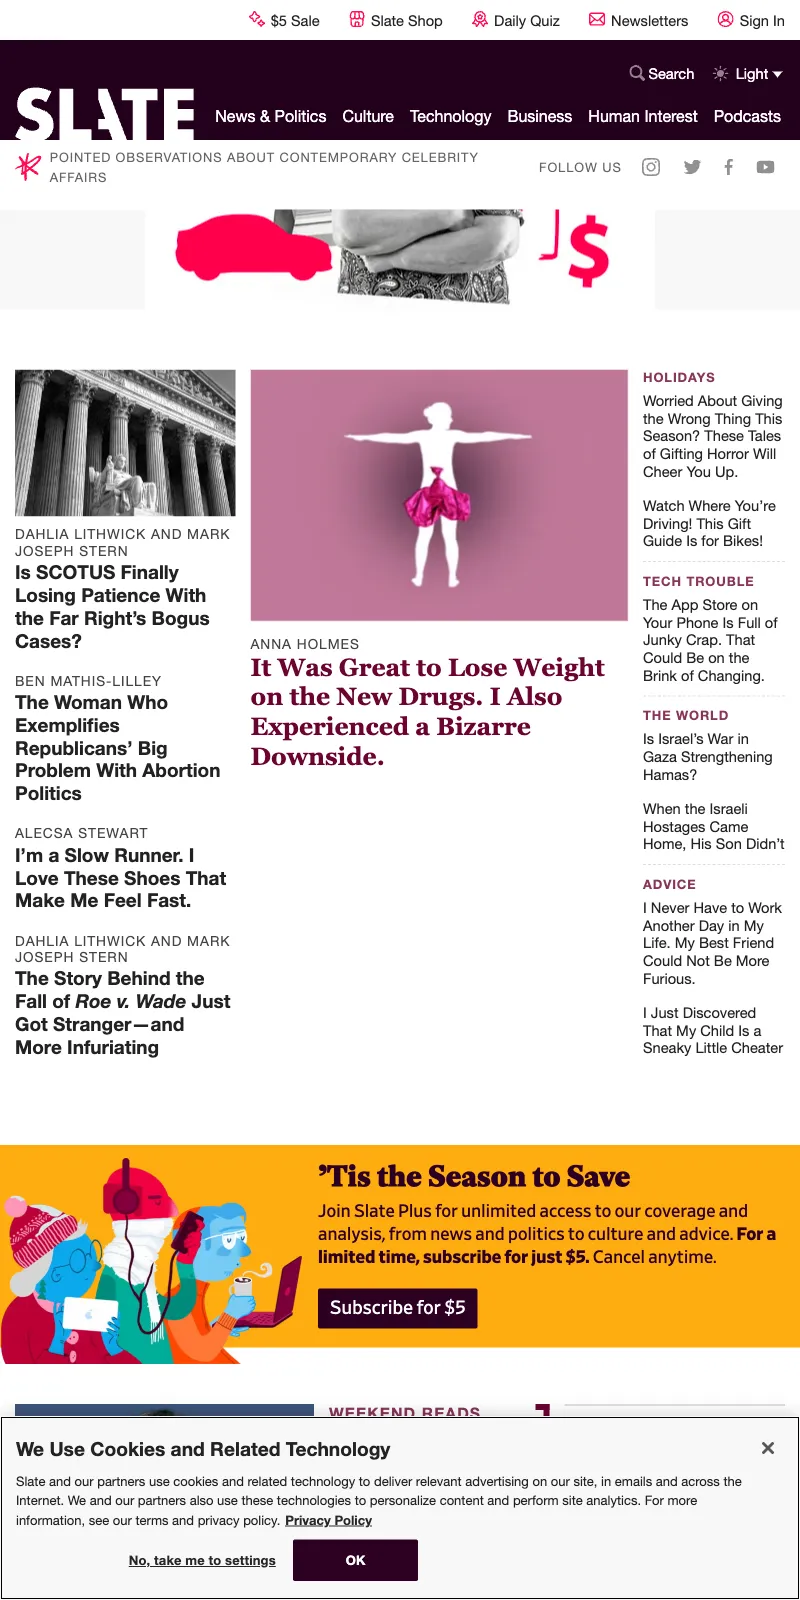 $5 Sale
Slate Shop
Daily Quiz
Newsletters
Sign In
Search
Light
SLATE
News & Politics
Culture
Technology
Business
Human Interest
Podcasts
POINTED OBSERVATIONS ABOUT CONTEMPORARY CELEBRITY
AFFAIRS
FOLLOW US
$
DAHLIA LITHWICK AND MARK
JOSEPH STERN
Is SCOTUS Finally
Losing Patience With
the Far Right’s Bogus
Cases?
BEN MATHIS-LILLEY
The Woman Who
Exemplifies
Republicans’ Big
Problem With Abortion
Politics
ALECSA STEWART
I’m a Slow Runner. I
Love These Shoes That
Make Me Feel Fast.
DAHLIA LITHWICK AND MARK
JOSEPH STERN
The Story Behind the
Fall of Roe v. Wade Just
Got Stranger—and
More Infuriating
ANNA HOLMES
It Was Great to Lose Weight
on the New Drugs. I Also
Experienced a Bizarre
Downside.
HOLIDAYS
Worried About Giving
the Wrong Thing This
Season? These Tales
of Gifting Horror Will
Cheer You Up.
Watch Where You’re
Driving! This Gift
Guide Is for Bikes!
TECH TROUBLE
The App Store on
Your Phone Is Full of
Junky Crap. That
Could Be on the
Brink of Changing.
THE WORLD
Is Israel’s War in
Gaza Strengthening
Hamas?
When the Israeli
Hostages Came
Home, His Son Didn’t
ADVICE
I Never Have to Work
Another Day in My
Life. My Best Friend
Could Not Be More
Furious.
I Just Discovered
That My Child Is a
Sneaky Little Cheater
’Tis the Season to Save
Join Slate Plus for unlimited access to our coverage and
analysis, from news and politics to culture and advice. For a
limited time, subscribe for just $5. Cancel anytime.
Subscribe for $5
WEEKEND READS
We Use Cookies and Related Technology
Slate and our partners use cookies and related technology to deliver relevant advertising on our site, in emails and across the
Internet. We and our partners also use these technologies to personalize content and perform site analytics. For more
information, see our terms and privacy policy. Privacy Policy
No, take me to settings
OK